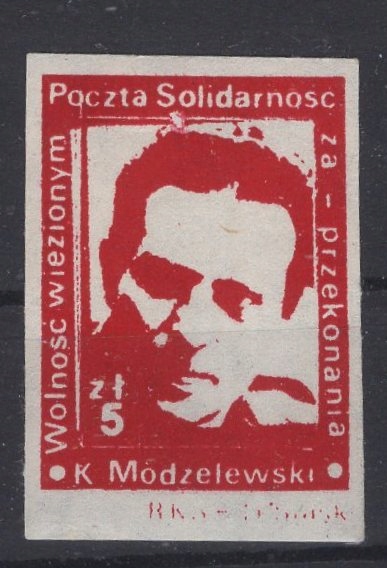 Poczta Solidarnosc
Wolnosc wiezionym
za - przekonania
zł
5
K Modzelewski